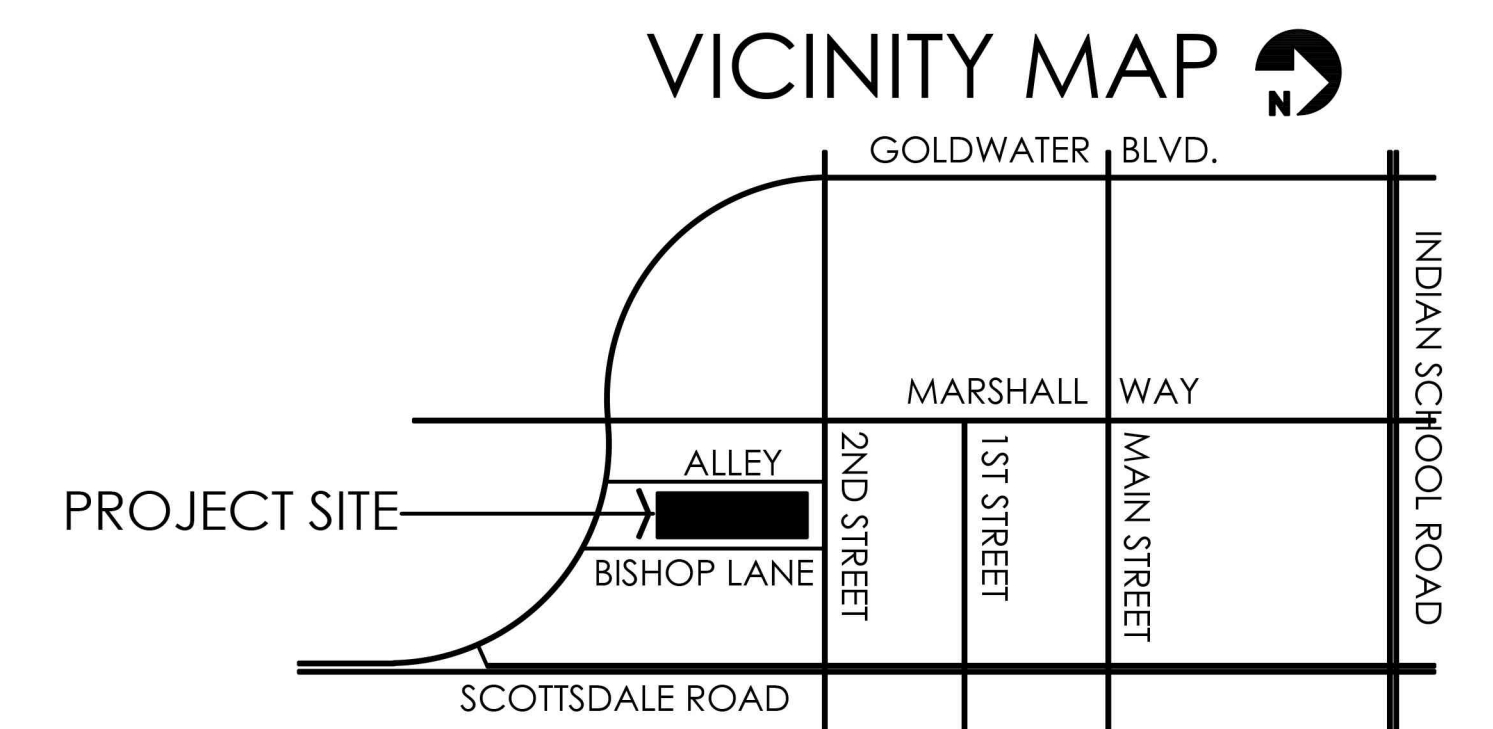 VICINITY MAP
N
GOLDWATER BLVD.
INDIAN SCHOOL ROAD
MARSHALL WAY
ALLEY
2ND STREET
1ST STREET
MAIN STREET
PROJECT SITE
BISHOP LANE
SCOTTSDALE ROAD